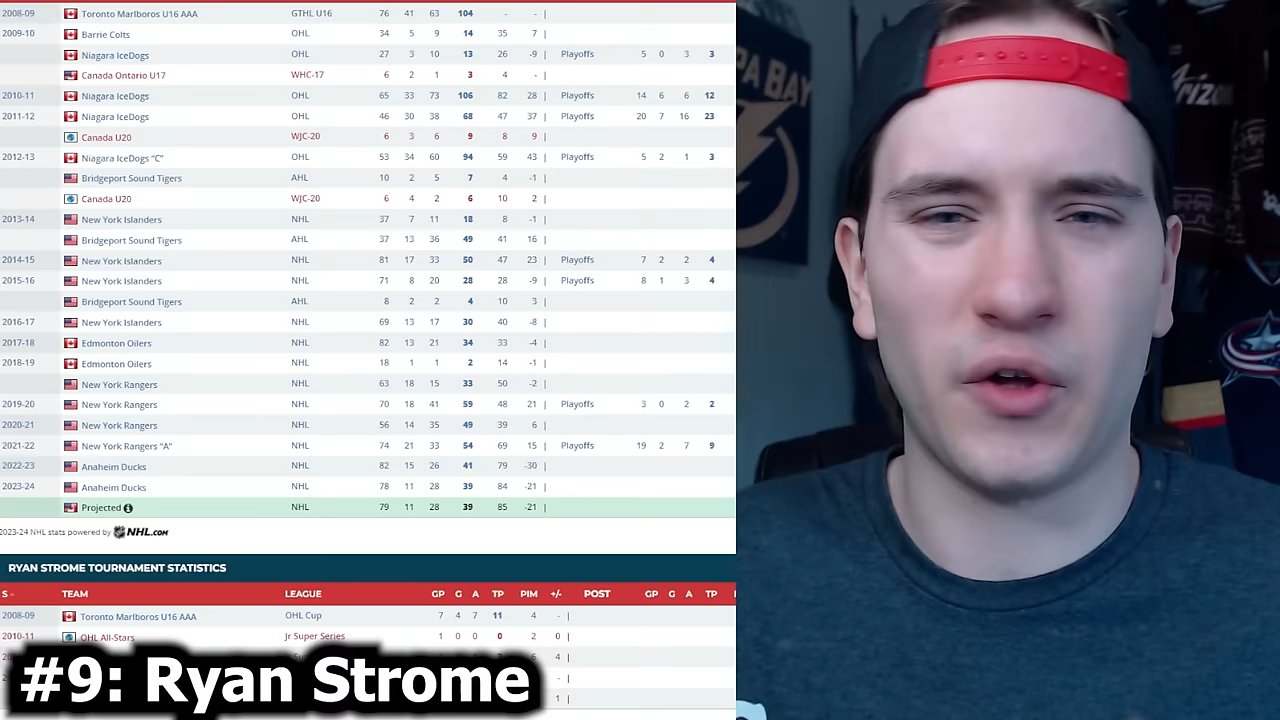 2008-09 Toronto Marlboros U16 AAA GTHL U16 76 41 63 104 - - |
2009-10 Barrie Colts OHL 34 5 9 14 35 7 |
Niagara IceDogs OHL 27 3 10 13 26 -9 | Playoffs 5 0 3 3
Canada Ontario U17 WHC-17 6 2 1 3 4 - |
2010-11 Niagara IceDogs OHL 65 33 73 106 82 28 | Playoffs 14 6 6 12
2011-12 Niagara IceDogs OHL 46 30 38 68 47 37 | Playoffs 20 7 16 23
Canada U20 WJC-20 6 3 6 9 8 9 |
2012-13 Niagara IceDogs “C” OHL 53 34 60 94 59 43 | Playoffs 5 2 1 3
Bridgeport Sound Tigers AHL 10 2 5 7 4 -1 |
Canada U20 WJC-20 6 4 2 6 10 2 |
2013-14 New York Islanders NHL 37 7 11 18 8 -1 |
Bridgeport Sound Tigers AHL 37 13 36 49 41 16 |
2014-15 New York Islanders NHL 81 17 33 50 47 23 | Playoffs 7 2 2 4
2015-16 New York Islanders NHL 71 8 20 28 28 -9 | Playoffs 8 1 3 4
Bridgeport Sound Tigers AHL 8 2 2 4 10 3 |
2016-17 New York Islanders NHL 69 13 17 30 40 -8 |
2017-18 Edmonton Oilers NHL 82 13 21 34 33 -4 |
2018-19 Edmonton Oilers NHL 18 1 1 2 14 -1 |
New York Rangers NHL 63 18 15 33 50 -2 |
2019-20 New York Rangers NHL 70 18 41 59 48 21 | Playoffs 3 0 2 2
2020-21 New York Rangers NHL 56 14 35 49 39 6 |
2021-22 New York Rangers “A” NHL 74 21 33 54 69 15 | Playoffs 19 2 7 9
2022-23 Anaheim Ducks NHL 82 15 26 41 79 -30 |
2023-24 Anaheim Ducks NHL 78 11 28 39 84 -21 |
Projected NHL 79 11 28 39 85 -21 |
2023-24 NHL stats powered by NHL.com
RYAN STROME TOURNAMENT STATISTICS
S TEAM LEAGUE GP G A TP PIM +/- POST GP G A TP
2008-09 Toronto Marlboros U16 AAA OHL Cup 7 4 7 11 4 - |
2010-11 OHL All-Stars Jr Super Series 1 0 0 0 2 0 |
4 |
- |
1 |
#9: Ryan Strome
BAY